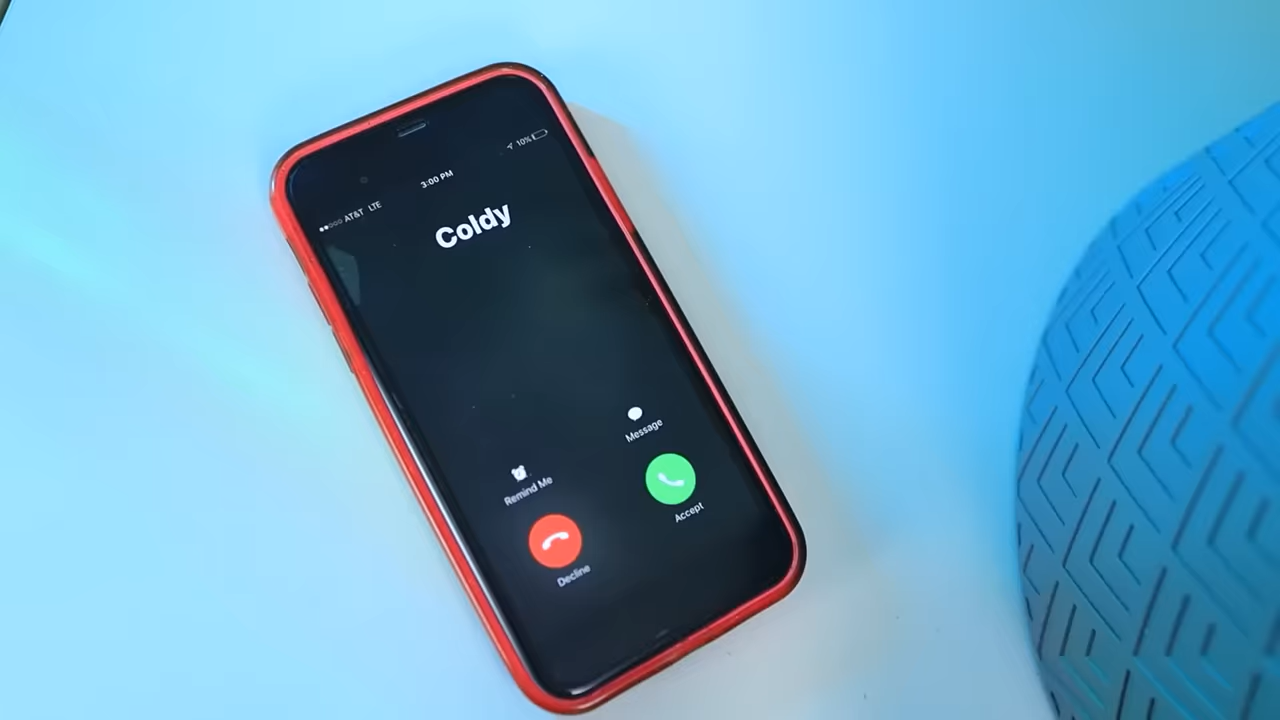 ●●○○○ AT&T LTE
3:00 PM
10%
Coldy
Remind Me
Message
Decline
Accept